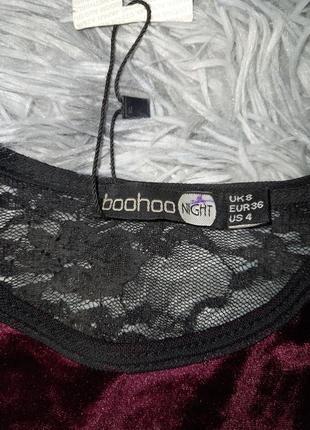 boohoo NIGHT
UK 8
EUR 36
US 4